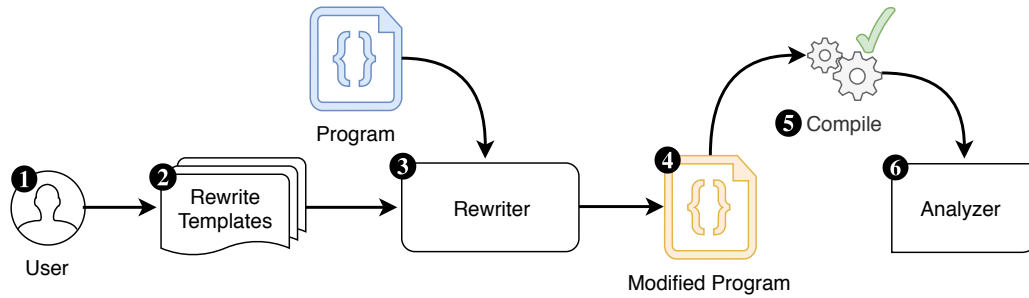 {}
Program
1
User
2
Rewrite
Templates
3
Rewriter
4
{}
Modified Program
5 Compile
6
Analyzer